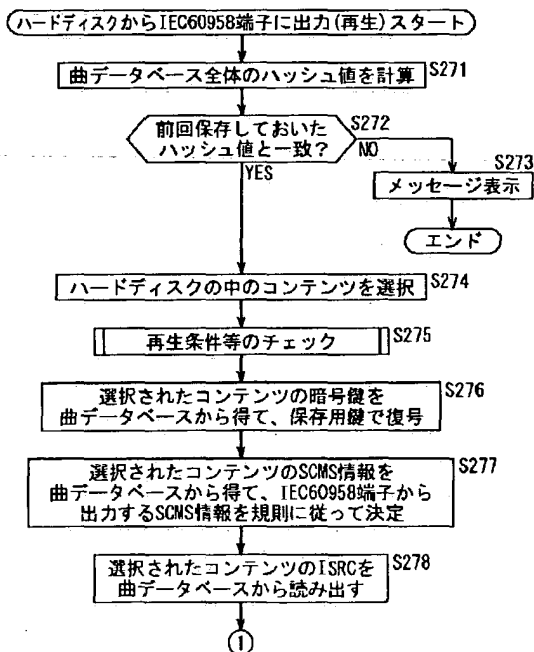 ハードディスクからIEC60958端子に出力(再生)スタート
曲データベース全体のハッシュ値を計算
S271
前回保存しておいた
ハッシュ値と一致?
S272
NO
YES
S273
メッセージ表示
エンド
ハードディスクの中のコンテンツを選択
S274
再生条件等のチェック
S275
選択されたコンテンツの暗号鍵を
曲データベースから得て、保存用鍵で復号
S276
選択されたコンテンツのSCMS情報を
曲データベースから得て、IEC60958端子から
出力するSCMS情報を規則に従って決定
S277
選択されたコンテンツのISRCを
曲データベースから読み出す
S278
1